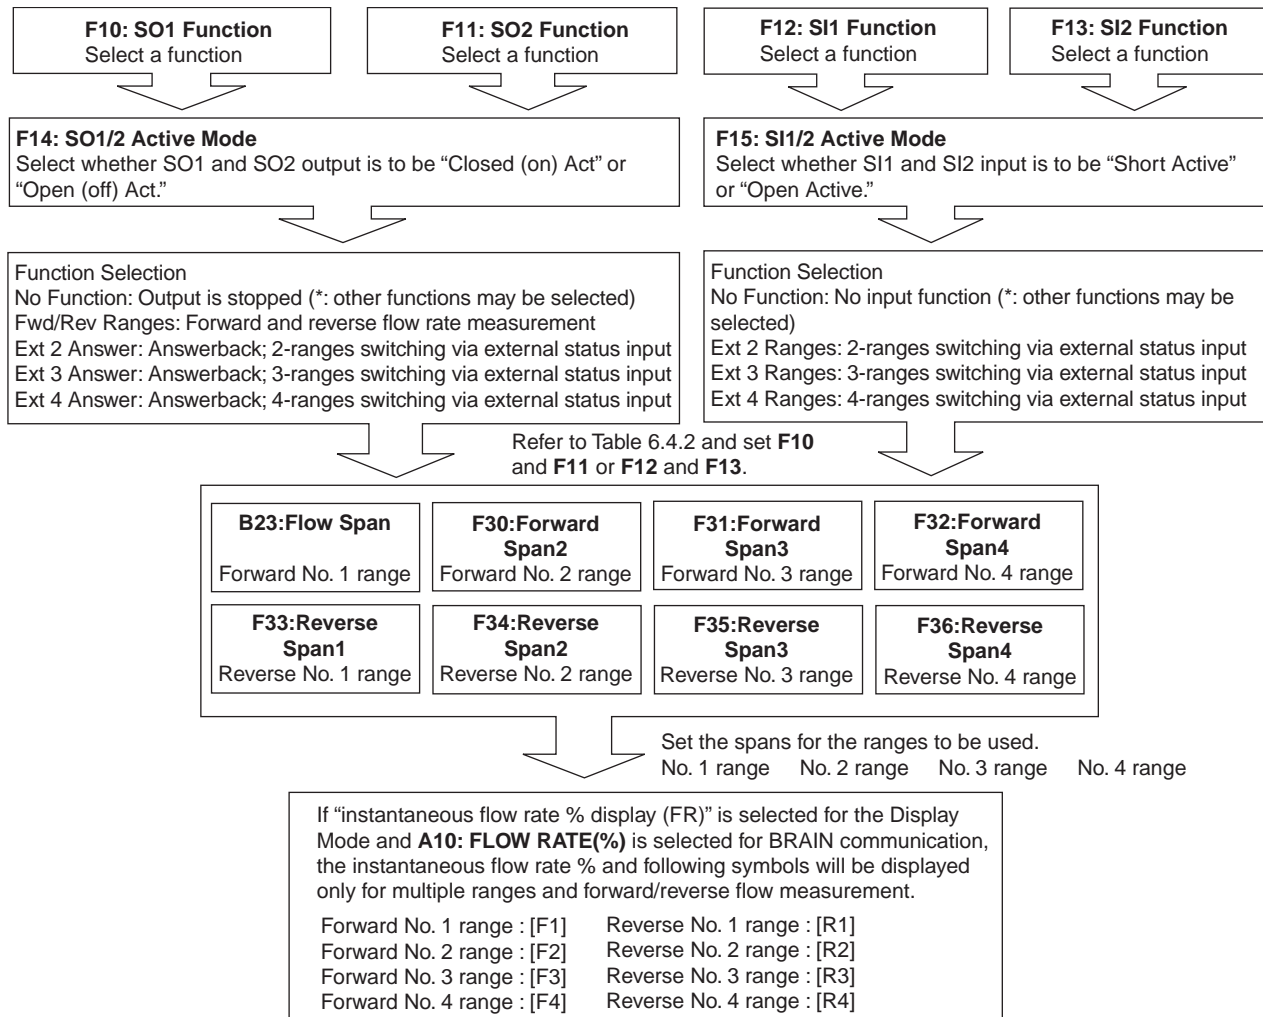 F10: SO1 Function
Select a function
F11: SO2 Function
Select a function
F12: SI1 Function
Select a function
F13: SI2 Function
Select a function
F14: SO1/2 Active Mode
Select whether SO1 and SO2 output is to be “Closed (on) Act” or
“Open (off) Act.”
F15: SI1/2 Active Mode
Select whether SI1 and SI2 input is to be “Short Active”
or “Open Active.”
Function Selection
No Function: Output is stopped (*: other functions may be selected)
Fwd/Rev Ranges: Forward and reverse flow rate measurement
Ext 2 Answer: Answerback; 2-ranges switching via external status input
Ext 3 Answer: Answerback; 3-ranges switching via external status input
Ext 4 Answer: Answerback; 4-ranges switching via external status input
Function Selection
No Function: No input function (*: other functions may be
selected)
Ext 2 Ranges: 2-ranges switching via external status input
Ext 3 Ranges: 3-ranges switching via external status input
Ext 4 Ranges: 4-ranges switching via external status input
Refer to Table 6.4.2 and set F10
and F11 or F12 and F13.
B23:Flow Span
Forward No. 1 range
F30:Forward
Span2
Forward No. 2 range
F31:Forward
Span3
Forward No. 3 range
F32:Forward
Span4
Forward No. 4 range
F33:Reverse
Span1
Reverse No. 1 range
F34:Reverse
Span2
Reverse No. 2 range
F35:Reverse
Span3
Reverse No. 3 range
F36:Reverse
Span4
Reverse No. 4 range
Set the spans for the ranges to be used.
No. 1 range No. 2 range No. 3 range No. 4 range
If “instantaneous flow rate % display (FR)” is selected for the Display
Mode and A10: FLOW RATE(%) is selected for BRAIN communication,
the instantaneous flow rate % and following symbols will be displayed
only for multiple ranges and forward/reverse flow measurement.
Forward No. 1 range : [F1] Reverse No. 1 range : [R1]
Forward No. 2 range : [F2] Reverse No. 2 range : [R2]
Forward No. 3 range : [F3] Reverse No. 3 range : [R3]
Forward No. 4 range : [F4] Reverse No. 4 range : [R4]